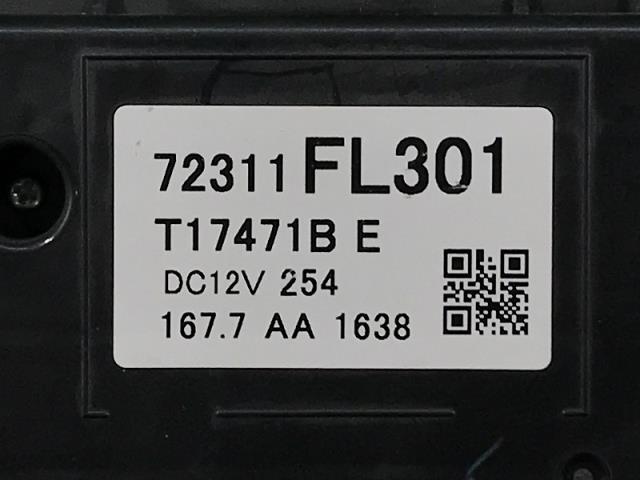 72311 FL301
T17471B E
DC12V 254
167.7 AA 1638